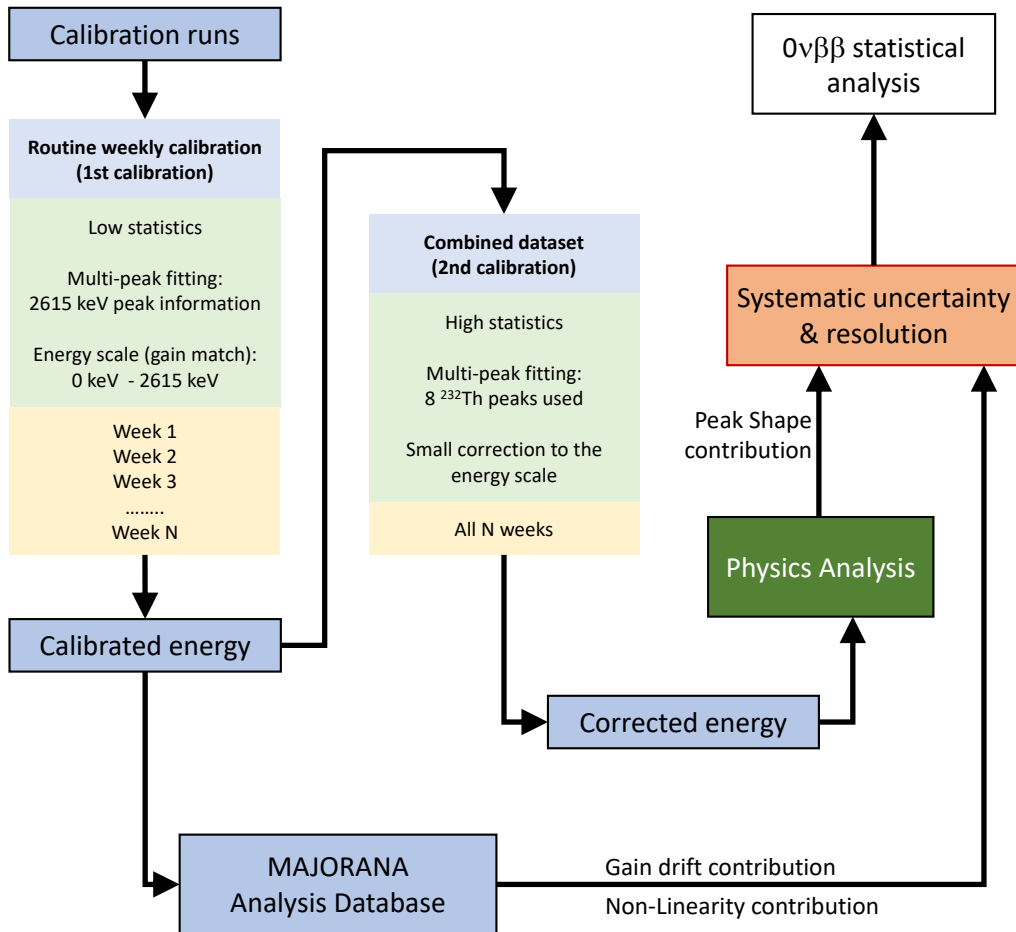 Calibration runs
Routine weekly calibration
(1st calibration)
Low statistics
Multi-peak fitting:
2615 keV peak information
Energy scale (gain match):
0 keV  - 2615 keV
Week 1
Week 2
Week 3
........
Week N
Calibrated energy
Combined dataset
(2nd calibration)
High statistics
Multi-peak fitting:
8 ²³²Th peaks used
Small correction to the
energy scale
All N weeks
Corrected energy
MAJORANA
Analysis Database
Gain drift contribution
Non-Linearity contribution
Physics Analysis
Peak Shape
contribution
Systematic uncertainty
& resolution
0νββ statistical
analysis